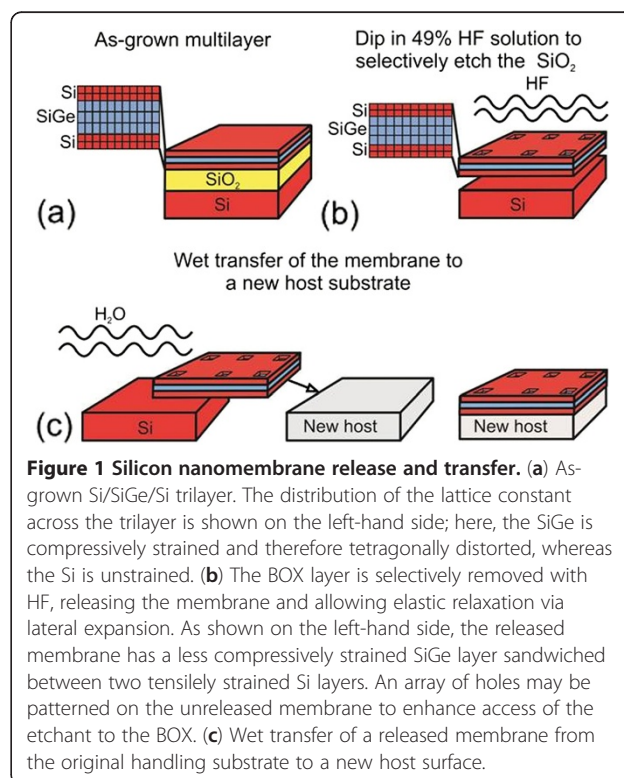 As-grown multilayer
Dip in 49% HF solution to
selectively etch the SiO₂
HF
Si
SiGe
Si
SiO₂
Si
(a)
Si
SiGe
Si
Si
(b)
Wet transfer of the membrane to
a new host substrate
H₂O
Si
New host
New host
(c)
Figure 1 Silicon nanomembrane release and transfer. (a) As-
grown Si/SiGe/Si trilayer. The distribution of the lattice constant
across the trilayer is shown on the left-hand side; here, the SiGe is
compressively strained and therefore tetragonally distorted, whereas
the Si is unstrained. (b) The BOX layer is selectively removed with
HF, releasing the membrane and allowing elastic relaxation via
lateral expansion. As shown on the left-hand side, the released
membrane has a less compressively strained SiGe layer sandwiched
between two tensilely strained Si layers. An array of holes may be
patterned on the unreleased membrane to enhance access of the
etchant to the BOX. (c) Wet transfer of a released membrane from
the original handling substrate to a new host surface.